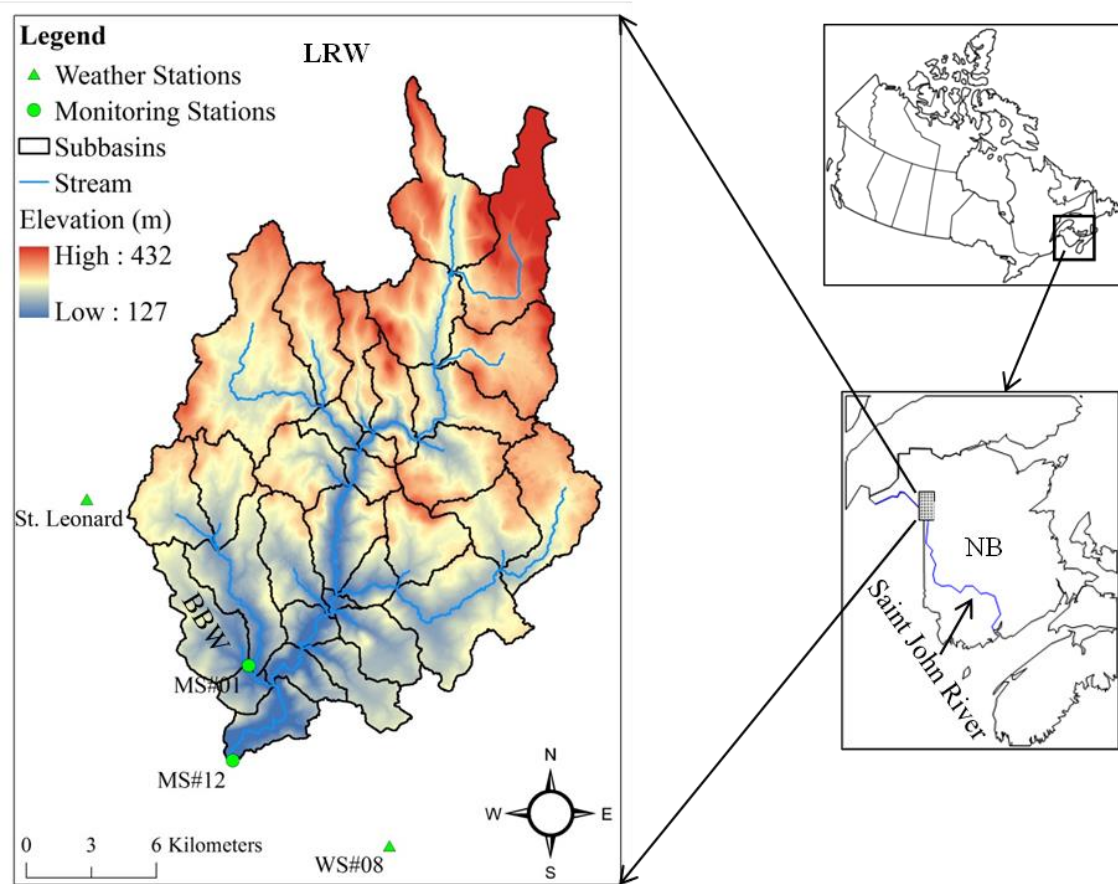 Legend
LRW
Weather Stations
Monitoring Stations
Subbasins
Stream
Elevation (m)
High : 432
Low : 127
St. Leonard
BBW
MS#01
MS#12
N
W
E
S
0 3 6 Kilometers
WS#08
NB
Saint John River